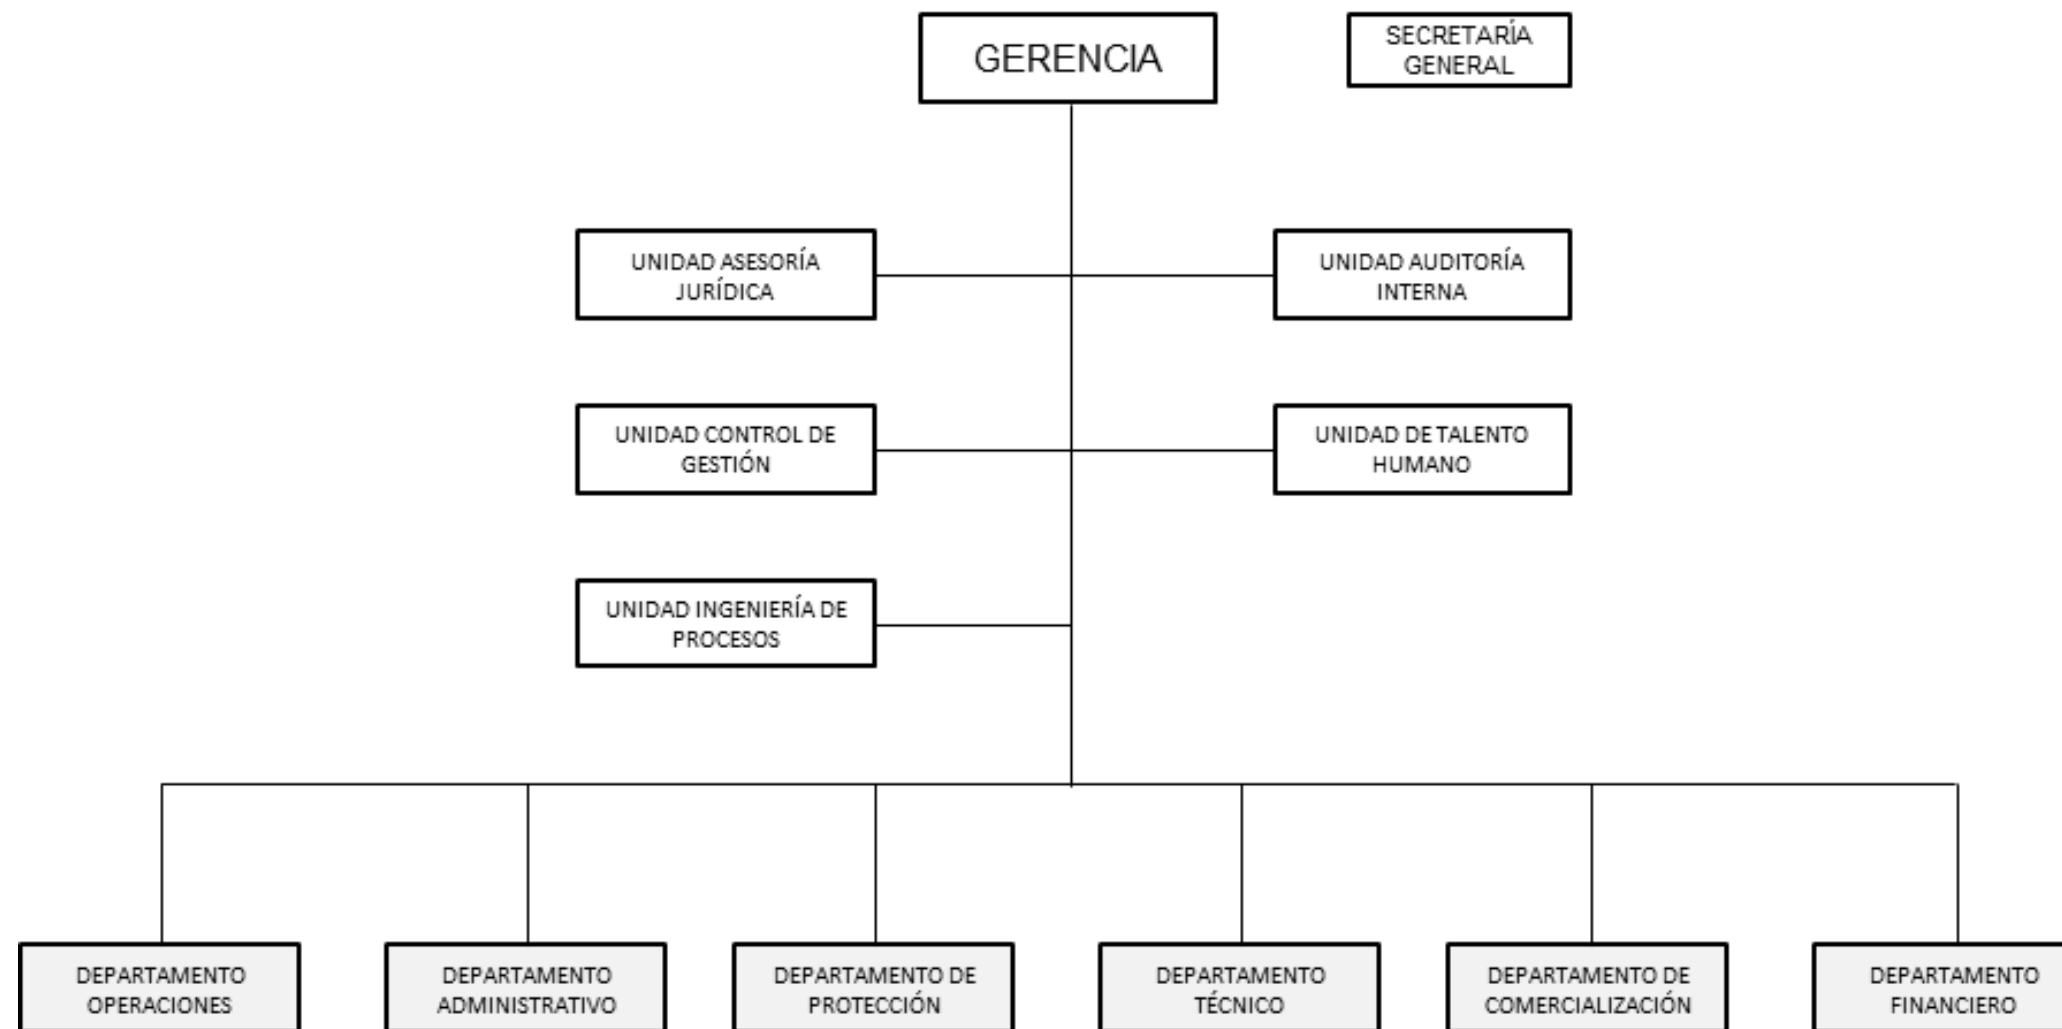 GERENCIA
SECRETARÍA
GENERAL
UNIDAD ASESORÍA
JURÍDICA
UNIDAD AUDITORÍA
INTERNA
UNIDAD CONTROL DE
GESTIÓN
UNIDAD DE TALENTO
HUMANO
UNIDAD INGENIERÍA DE
PROCESOS
DEPARTAMENTO
OPERACIONES
DEPARTAMENTO
ADMINISTRATIVO
DEPARTAMENTO DE
PROTECCIÓN
DEPARTAMENTO
TÉCNICO
DEPARTAMENTO DE
COMERCIALIZACIÓN
DEPARTAMENTO
FINANCIERO